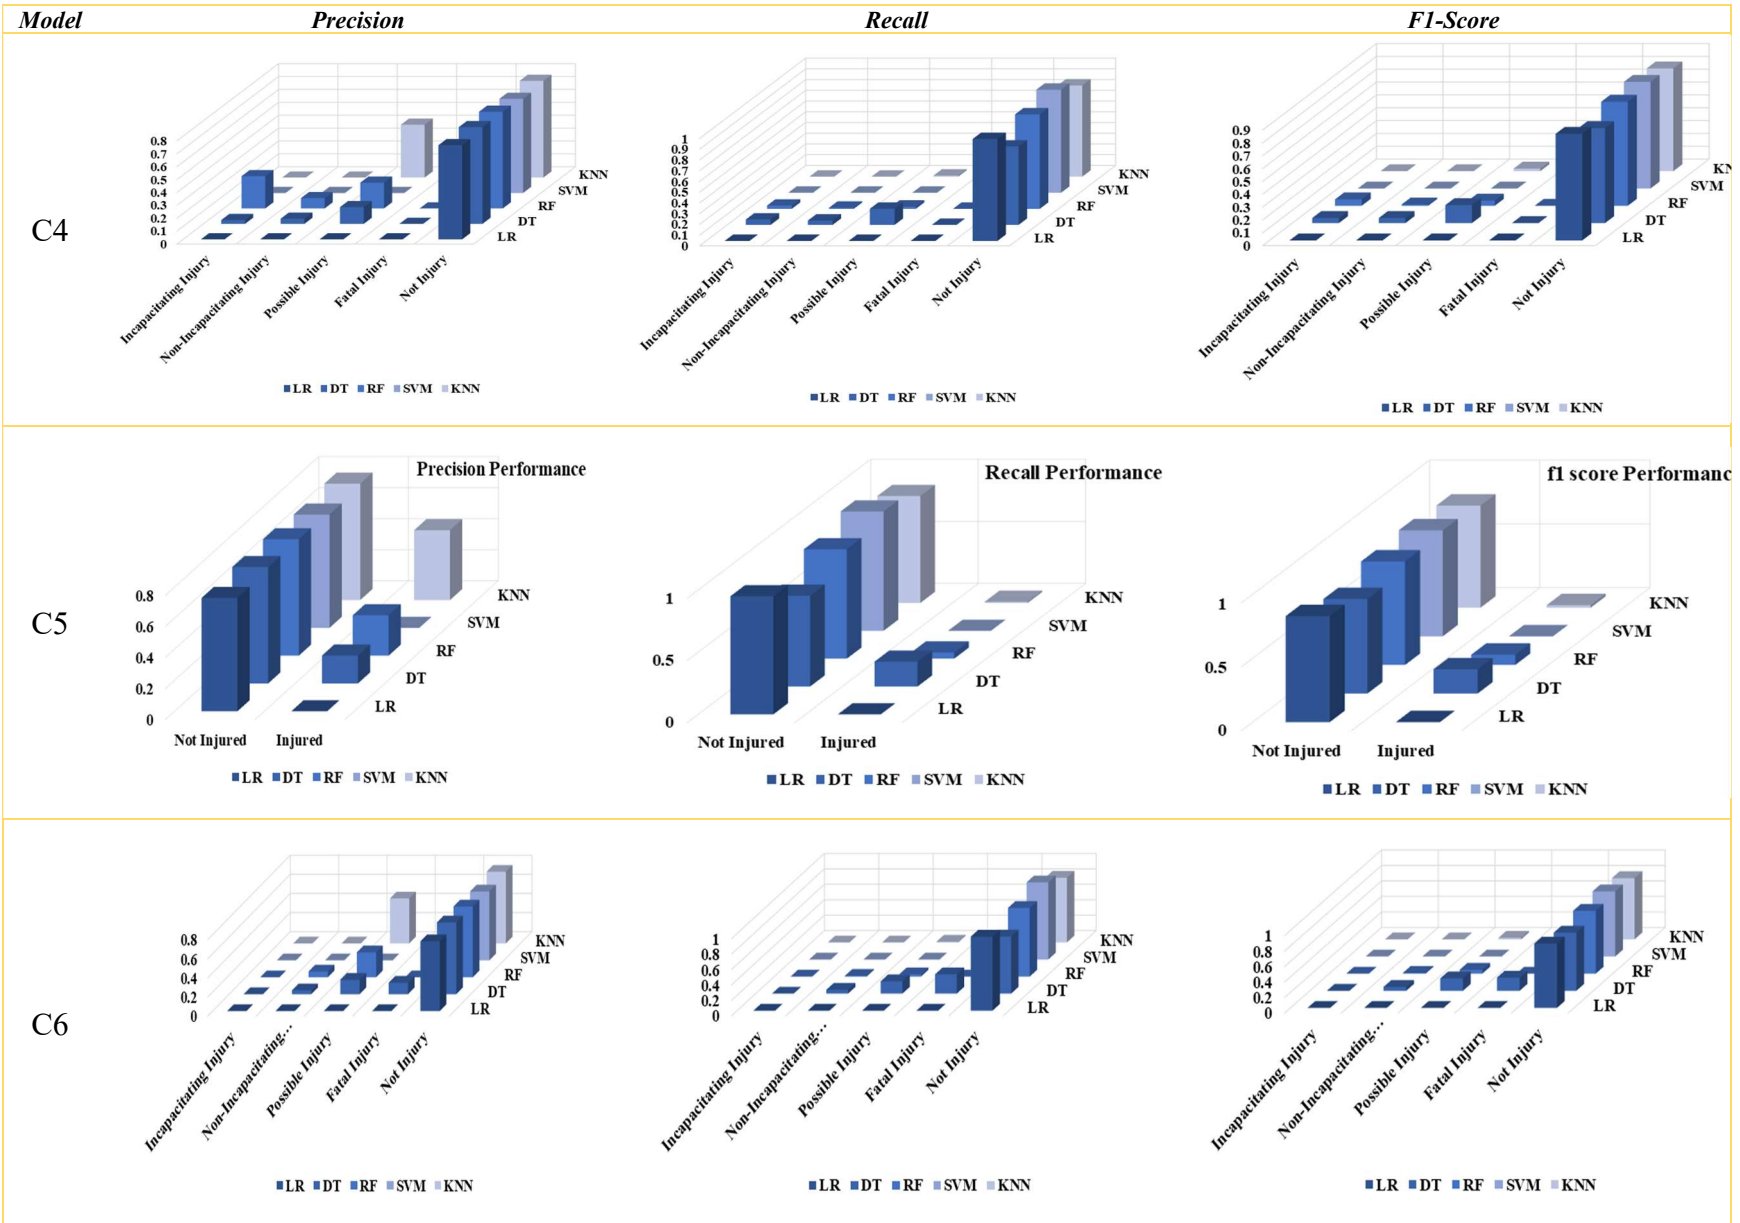 Model Precision Recall F1-Score
C4
0.8
0.8
0.6
0.5
0.4
0.3
0.2
0.1
0
KNN
SVM
RF
DT
LR
Incapacitating Injury
Non-Incapacitating Injury
Possible Injury
Fatal Injury
Not Injury
LR DT RF SVM KNN
1
0.9
0.8
0.7
0.6
0.5
0.4
0.3
0.2
0.1
0
KNN
SVM
RF
DT
LR
Incapacitating Injury
Non-Incapacitating Injury
Possible Injury
Fatal Injury
Not Injury
LR DT RF SVM KNN
0.9
0.8
0.7
0.6
0.5
0.4
0.3
0.2
0.1
0
KN
SVM
RF
DT
LR
Incapacitating Injury
Non-Incapacitating Injury
Possible Injury
Fatal Injury
Not Injury
LR DT RF SVM KNN
C5
Precision Performance
0.8
0.6
0.4
0.2
0
KNN
SVM
RF
DT
LR
Not Injured Injured
LR DT RF SVM KNN
Recall Performance
1
0.5
0
KNN
SVM
RF
DT
LR
Not Injured Injured
LR DT RF SVM KNN
f1 score Performanc
1
0.5
0
KNN
SVM
RF
DT
LR
Not Injured Injured
LR DT RF SVM KNN
C6
0.8
0.6
0.4
0.2
0
KNN
SVM
RF
DT
LR
Incapacitating Injury
Non-Incapacitating...
Possible Injury
Fatal Injury
Not Injury
LR DT RF SVM KNN
1
0.8
0.6
0.4
0.2
0
KNN
SVM
RF
DT
LR
Incapacitating Injury
Non-Incapacitating...
Possible Injury
Fatal Injury
Not Injury
LR DT RF SVM KNN
1
0.8
0.6
0.4
0.2
0
KNN
SVM
RF
DT
LR
Incapacitating Injury
Non-Incapacitating...
Possible Injury
Fatal Injury
Not Injury
LR DT RF SVM KNN